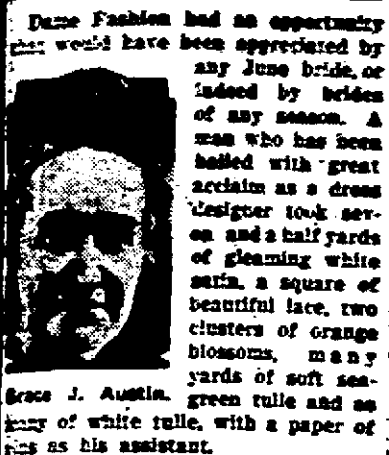 Dame Fashion had an opportunity
that would have been appreciated by
any June bride, or
indeed by brides
of any season. A
man who has been
hailed with great
acclaim as a dress
designer took sev-
en and a half yards
of gleaming white
satin, a square of
beautiful lace, two
clusters of orange
blossoms, many
yards of soft sea-
green tulle and as
Grace J. Austin.
many of white tulle, with a paper of
pins as his assistant.